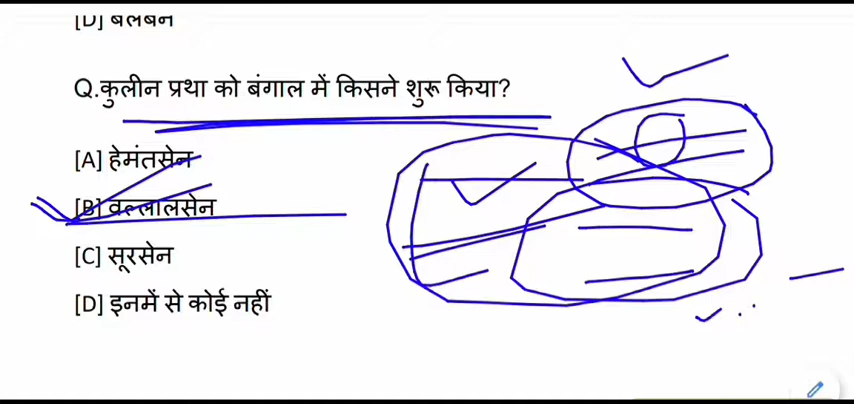 [D] बलबन
Q.कुलीन प्रथा को बंगाल में किसने शुरू किया?
[A] हेमंतसेन
[B] वल्लालसेन
[C] सूरसेन
[D] इनमें से कोई नहीं